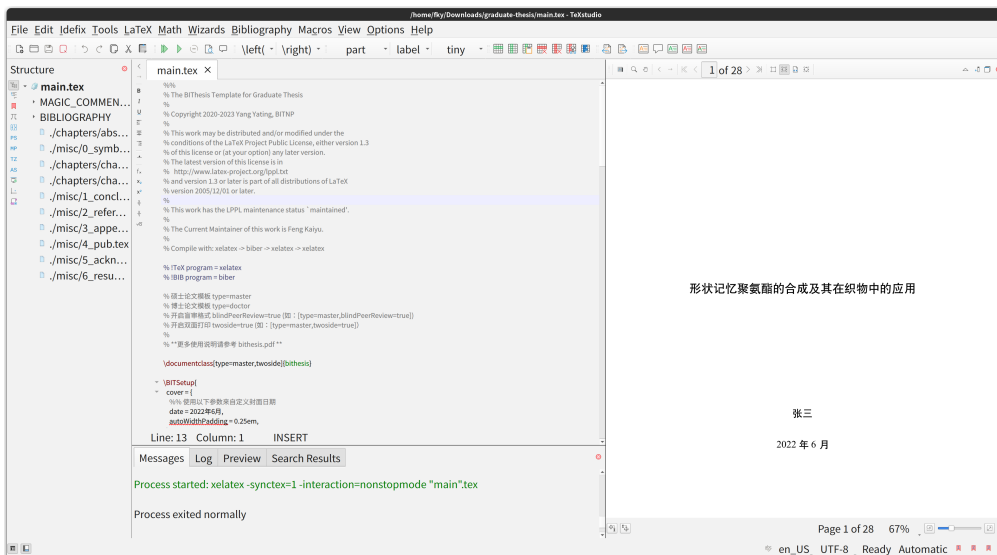 /home/fky/Downloads/graduate-thesis/main.tex - TeXstudio
File Edit Idefix Tools LaTeX Math Wizards Bibliography Macros View Options Help
\left( \right) part label tiny
Structure
main.tex
MAGIC_COMMEN...
BIBLIOGRAPHY
./chapters/abs...
./misc/0_symb...
./chapters/cha...
./chapters/cha...
./misc/1_concl...
./misc/2_refer...
./misc/3_appe...
./misc/4_pub.tex
./misc/5_ackn...
./misc/6_resu...
main.tex
%%
% The BIThesis Template for Graduate Thesis
%
% Copyright 2020-2023 Yang Yating, BITNP
%
% This work may be distributed and/or modified under the
% conditions of the LaTeX Project Public License, either version 1.3
% of this license or (at your option) any later version.
% The latest version of this license is in
% http://www.latex-project.org/lppl.txt
% and version 1.3 or later is part of all distributions of LaTeX
% version 2005/12/01 or later.
%
% This work has the LPPL maintenance status `maintained'.
%
% The Current Maintainer of this work is Feng Kaiyu.
%
% Compile with: xelatex -> biber -> xelatex -> xelatex
% !TeX program = xelatex
% !BIB program = biber
% 硕士论文模板 type=master
% 博士论文模板 type=doctor
% 开启盲审格式 blindPeerReview=true (如：[type=master,blindPeerReview=true])
% 开启双面打印 twoside=true (如：[type=master,twoside=true])
%
% **更多使用说明请参考 bithesis.pdf **
\documentclass[type=master,twoside]{bithesis}
\BITSetup{
cover = {
%% 使用以下参数来自定义封面日期
date = 2022年6月,
autoWidthPadding = 0.25em,
Line: 13 Column: 1 INSERT
Messages Log Preview Search Results
Process started: xelatex -synctex=1 -interaction=nonstopmode "main".tex
Process exited normally
1 of 28
形状记忆聚氨酯的合成及其在织物中的应用
张三
2022 年 6 月
Page 1 of 28 67%
en_US UTF-8 Ready Automatic